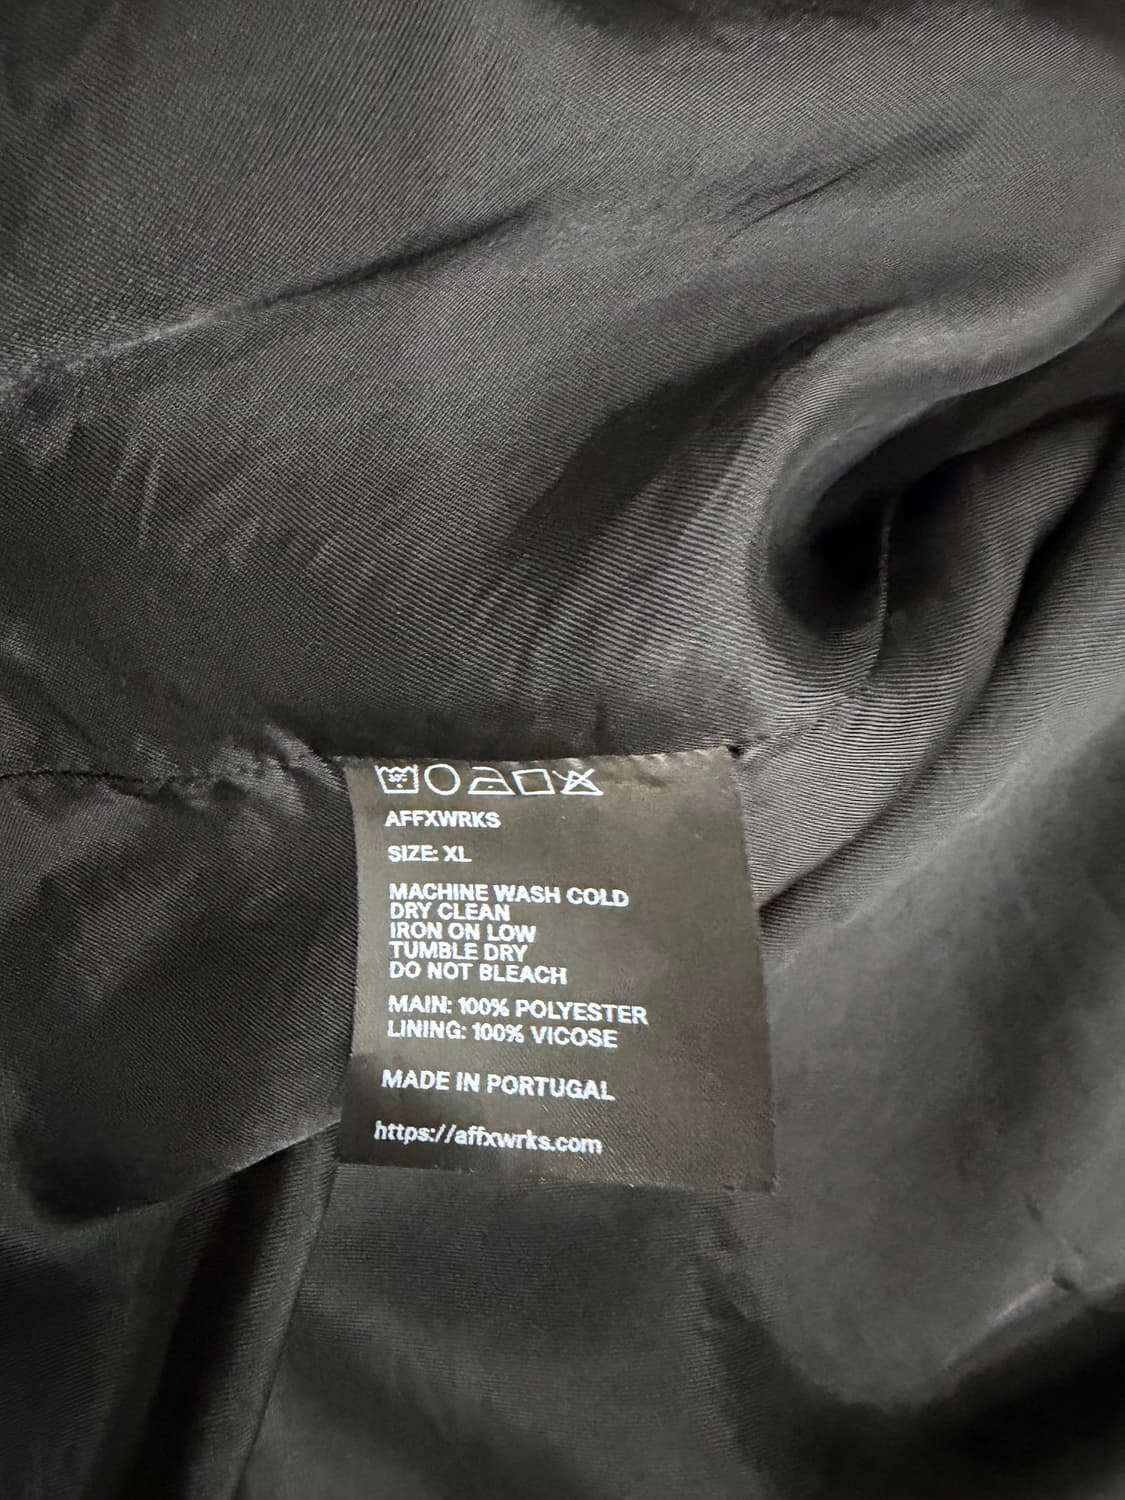 AFFXWRKS
SIZE: XL
MACHINE WASH COLD
DRY CLEAN
IRON ON LOW
TUMBLE DRY
DO NOT BLEACH
MAIN: 100% POLYESTER
LINING: 100% VICOSE
MADE IN PORTUGAL
https://affxwrks.com